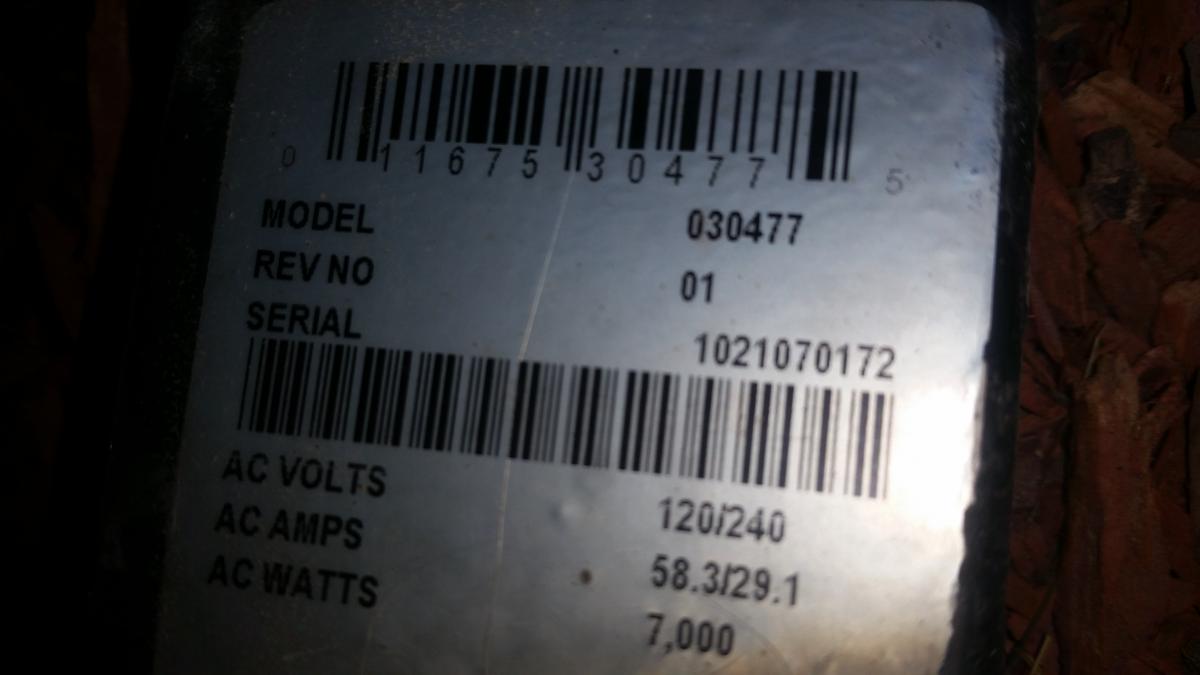 0 11675 30477 5
MODEL 030477
REV NO 01
SERIAL 1021070172
AC VOLTS 120/240
AC AMPS 58.3/29.1
AC WATTS 7,000